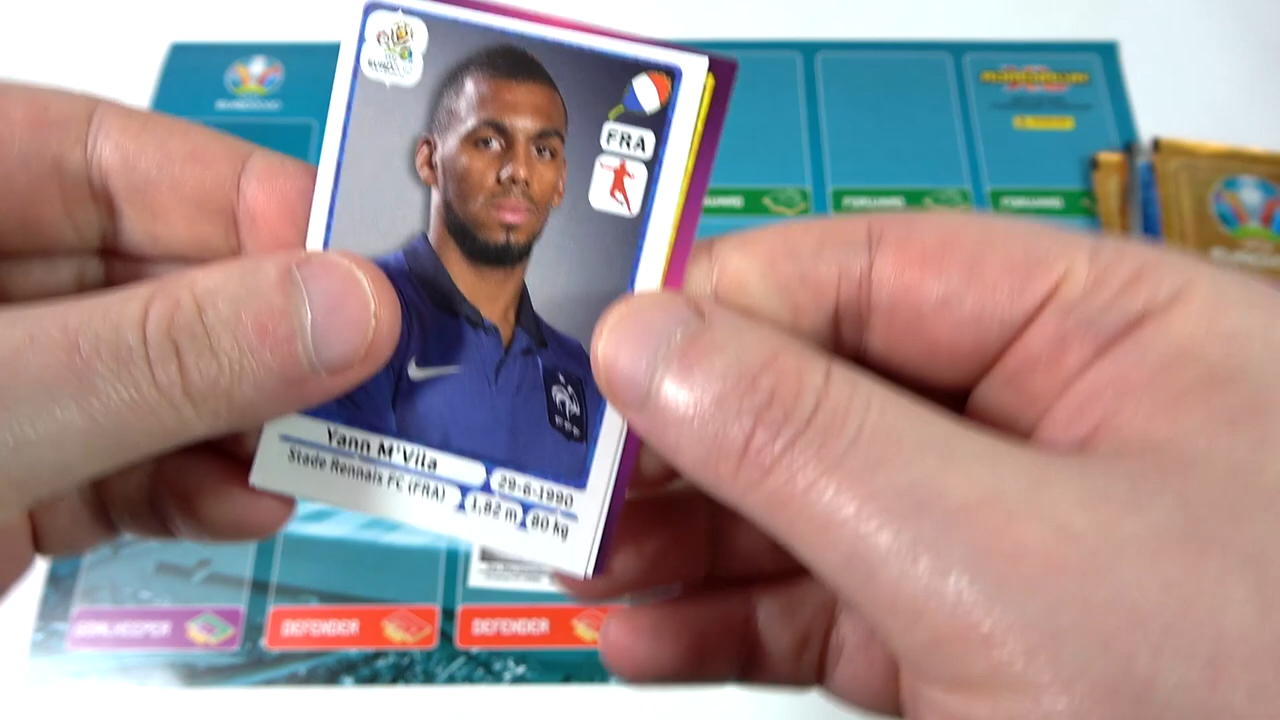 FRA
Yann M'Vila
Stade Rennais FC (FRA)
29-6-1990
1,82 m
80 kg
FORWARD
FORWARD
GOALKEEPER
DEFENDER
DEFENDER